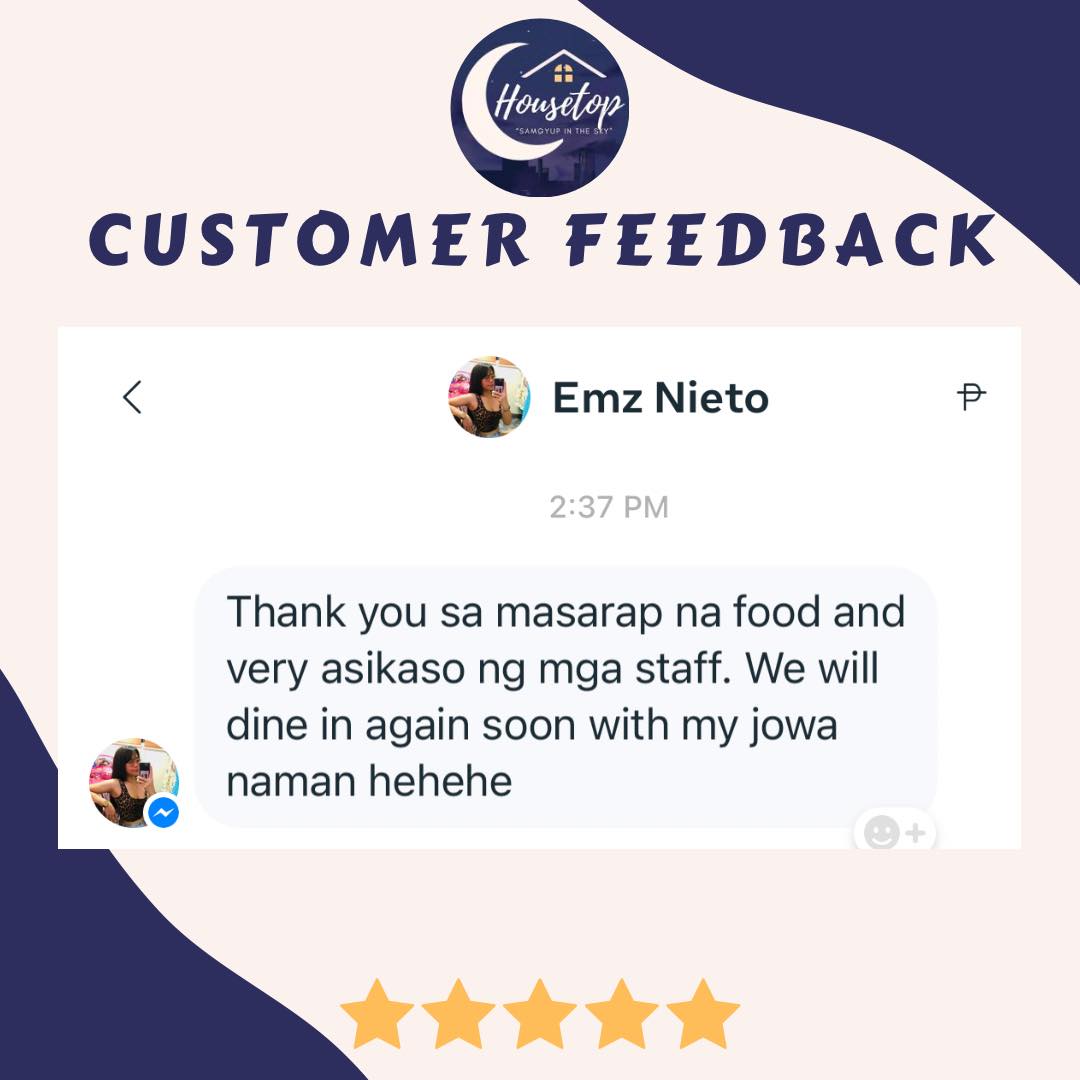 Housetop
"SAMGYUP IN THE SKY"
CUSTOMER FEEDBACK
Emz Nieto
2:37 PM
Thank you sa masarap na food and
very asikaso ng mga staff. We will
dine in again soon with my jowa
naman hehehe